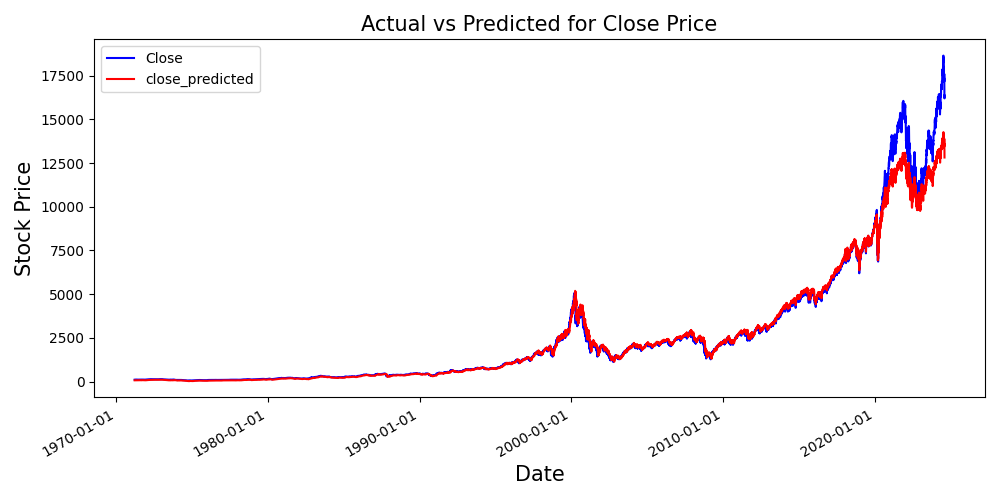 Actual vs Predicted for Close Price
Close
close_predicted
17500
15000
12500
10000
7500
5000
2500
0
Stock Price
1970-01-01
1980-01-01
1990-01-01
2000-01-01
2010-01-01
2020-01-01
Date